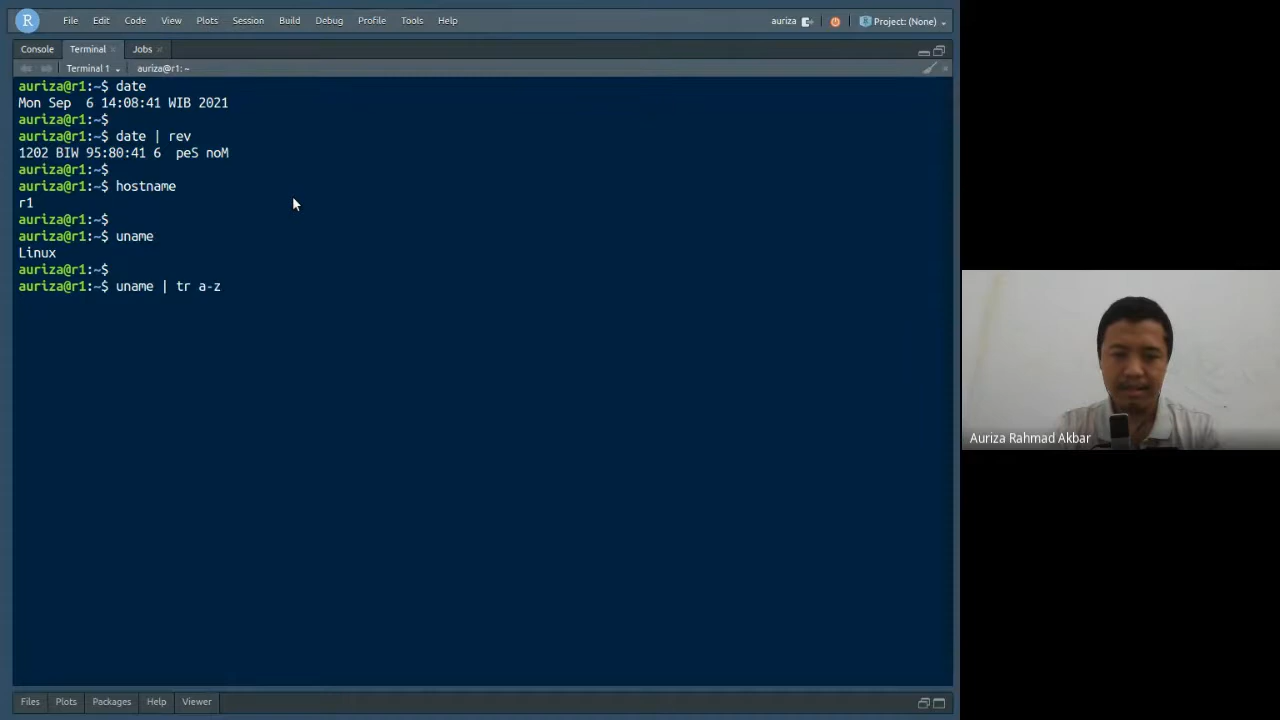 R File Edit Code View Plots Session Build Debug Profile Tools Help auriza Project: (None)
Console Terminal Jobs
Terminal 1 auriza@r1: ~
auriza@r1:~$ date
Mon Sep  6 14:08:41 WIB 2021
auriza@r1:~$
auriza@r1:~$ date | rev
1202 BIW 95:80:41 6  peS noM
auriza@r1:~$
auriza@r1:~$ hostname
r1
auriza@r1:~$
auriza@r1:~$ uname
Linux
auriza@r1:~$
auriza@r1:~$ uname | tr a-z
Auriza Rahmad Akbar
Files Plots Packages Help Viewer